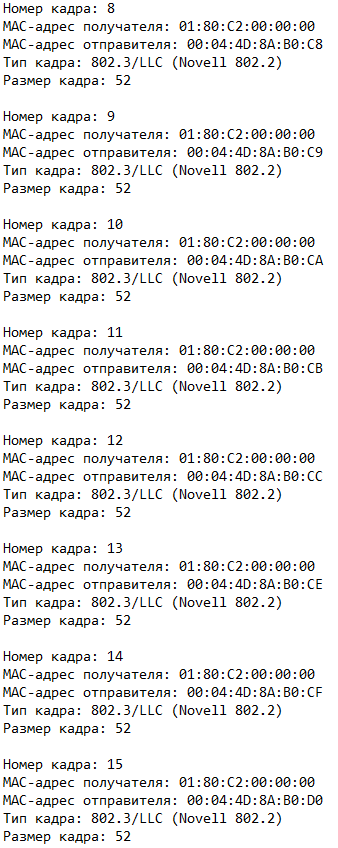 Номер кадра: 8
MAC-адрес получателя: 01:80:C2:00:00:00
MAC-адрес отправителя: 00:04:4D:8A:B0:C8
Тип кадра: 802.3/LLC (Novell 802.2)
Размер кадра: 52
Номер кадра: 9
MAC-адрес получателя: 01:80:C2:00:00:00
MAC-адрес отправителя: 00:04:4D:8A:B0:C9
Тип кадра: 802.3/LLC (Novell 802.2)
Размер кадра: 52
Номер кадра: 10
MAC-адрес получателя: 01:80:C2:00:00:00
MAC-адрес отправителя: 00:04:4D:8A:B0:CA
Тип кадра: 802.3/LLC (Novell 802.2)
Размер кадра: 52
Номер кадра: 11
MAC-адрес получателя: 01:80:C2:00:00:00
MAC-адрес отправителя: 00:04:4D:8A:B0:CB
Тип кадра: 802.3/LLC (Novell 802.2)
Размер кадра: 52
Номер кадра: 12
MAC-адрес получателя: 01:80:C2:00:00:00
MAC-адрес отправителя: 00:04:4D:8A:B0:CC
Тип кадра: 802.3/LLC (Novell 802.2)
Размер кадра: 52
Номер кадра: 13
MAC-адрес получателя: 01:80:C2:00:00:00
MAC-адрес отправителя: 00:04:4D:8A:B0:CE
Тип кадра: 802.3/LLC (Novell 802.2)
Размер кадра: 52
Номер кадра: 14
MAC-адрес получателя: 01:80:C2:00:00:00
MAC-адрес отправителя: 00:04:4D:8A:B0:CF
Тип кадра: 802.3/LLC (Novell 802.2)
Размер кадра: 52
Номер кадра: 15
MAC-адрес получателя: 01:80:C2:00:00:00
MAC-адрес отправителя: 00:04:4D:8A:B0:D0
Тип кадра: 802.3/LLC (Novell 802.2)
Размер кадра: 52